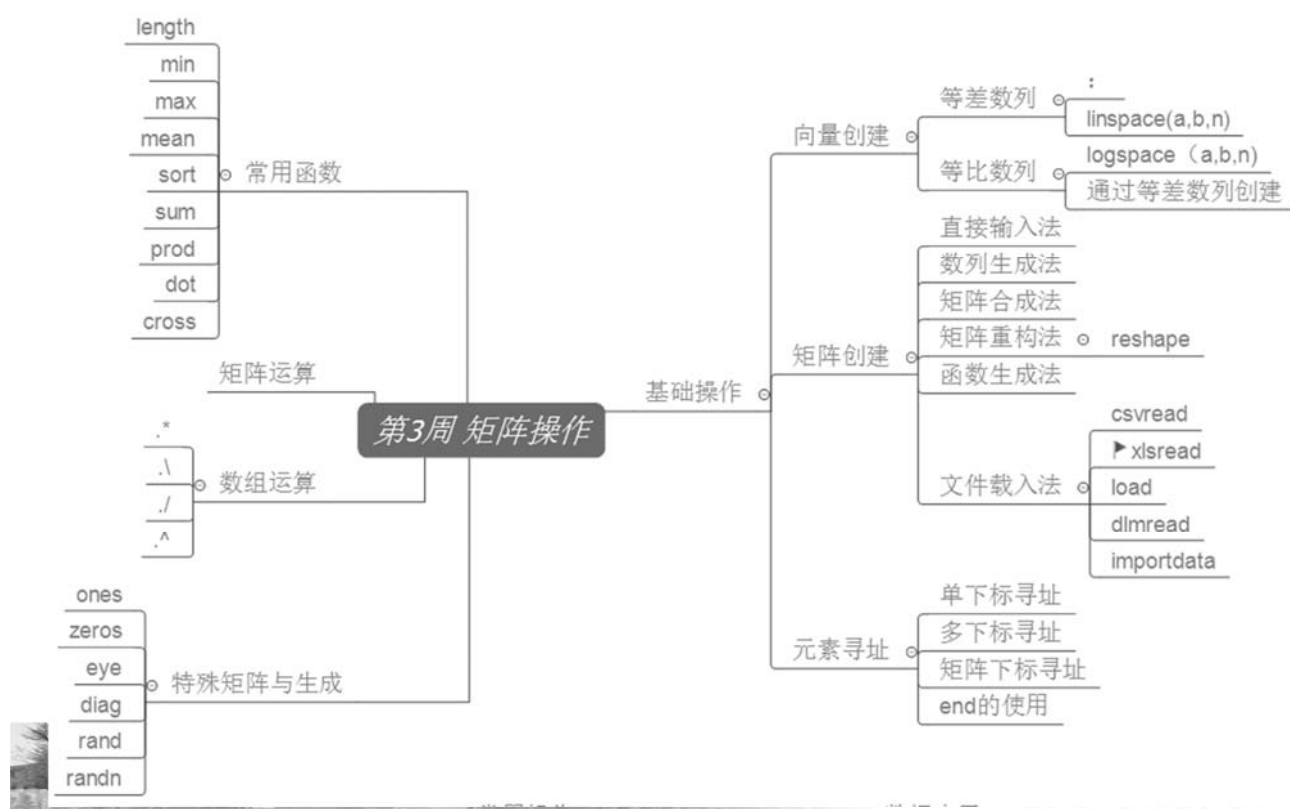 length
min
max
mean
sort
sum
prod
dot
cross
常用函数
矩阵运算
.*
.\
./
.^
数组运算
ones
zeros
eye
diag
rand
randn
特殊矩阵与生成
第3周 矩阵操作
基础操作
向量创建
等差数列
:
linspace(a,b,n)
等比数列
logspace（a,b,n)
通过等差数列创建
矩阵创建
直接输入法
数列生成法
矩阵合成法
矩阵重构法
reshape
函数生成法
文件载入法
csvread
xlsread
load
dlmread
importdata
元素寻址
单下标寻址
多下标寻址
矩阵下标寻址
end的使用